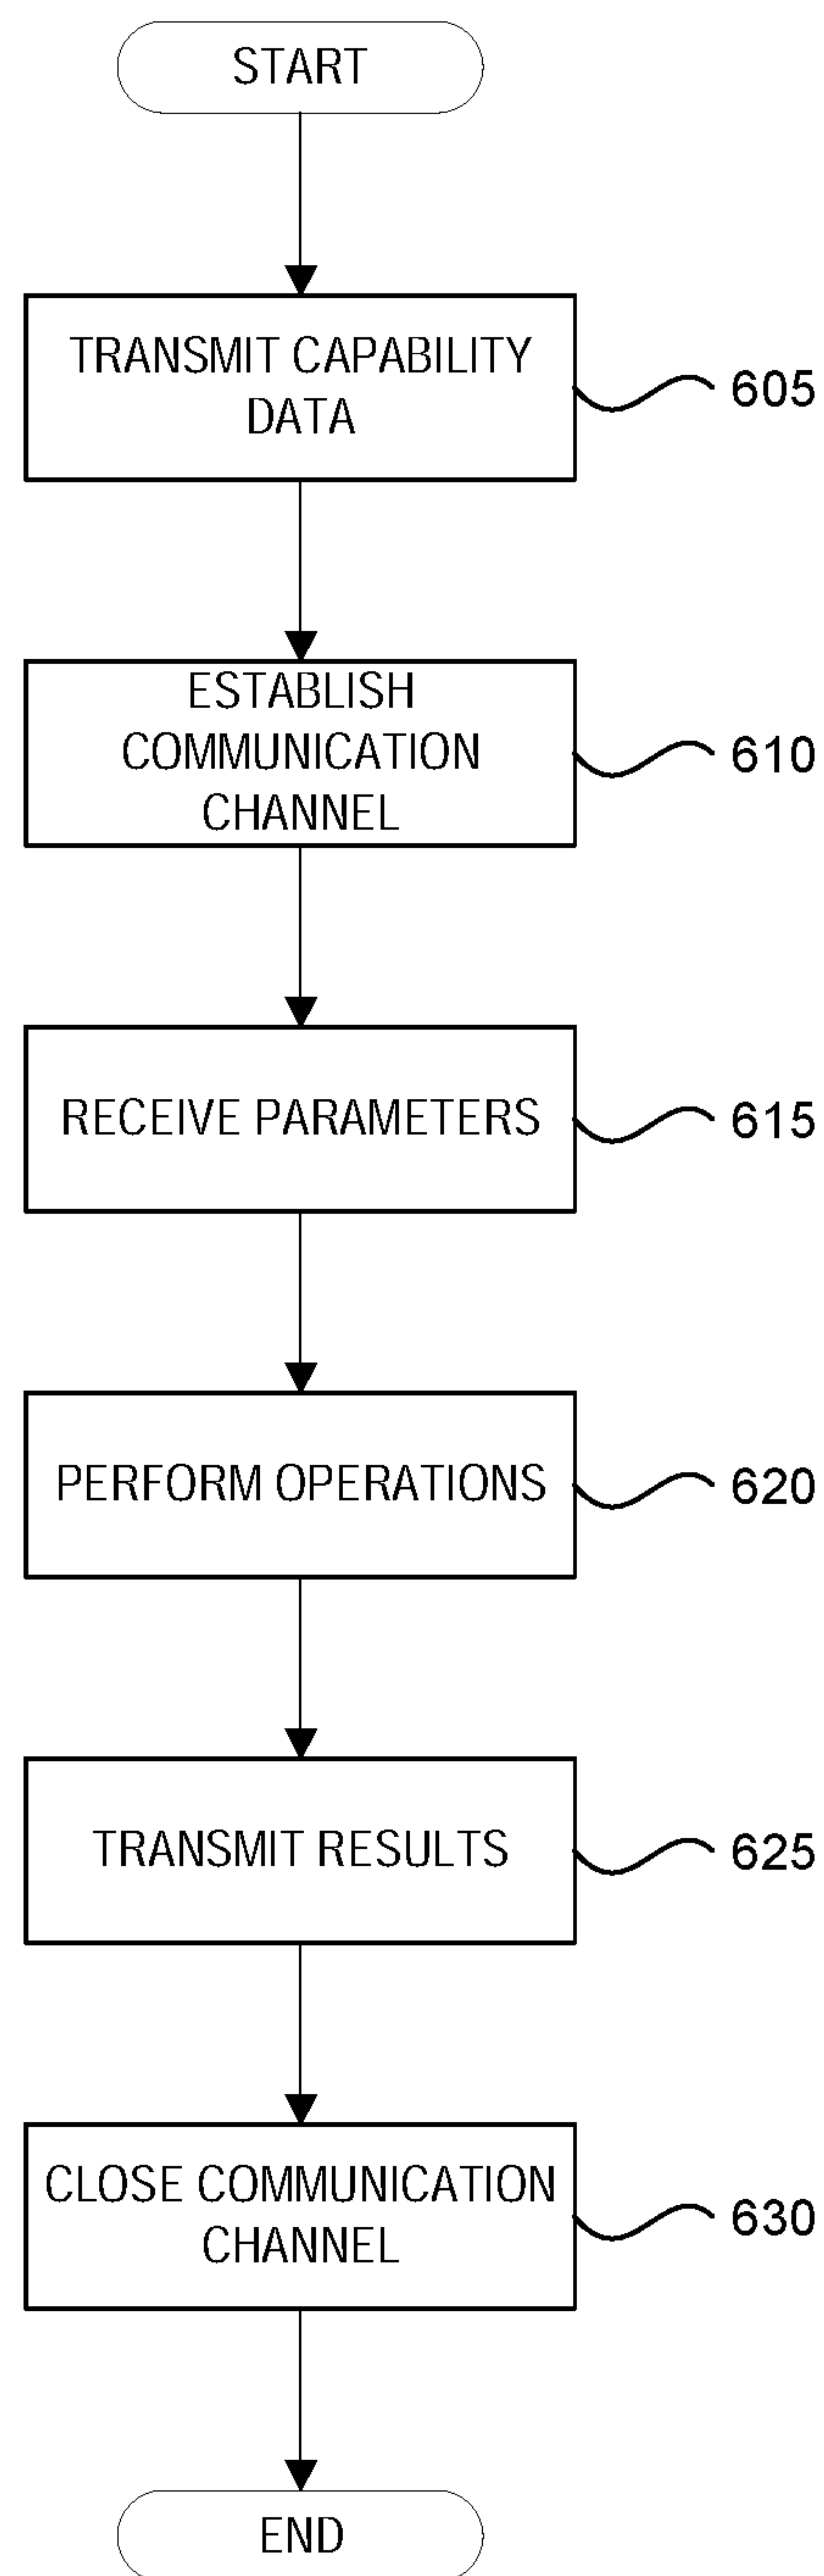 START
TRANSMIT CAPABILITY
DATA
605
ESTABLISH
COMMUNICATION
CHANNEL
610
RECEIVE PARAMETERS
615
PERFORM OPERATIONS
620
TRANSMIT RESULTS
625
CLOSE COMMUNICATION
CHANNEL
630
END